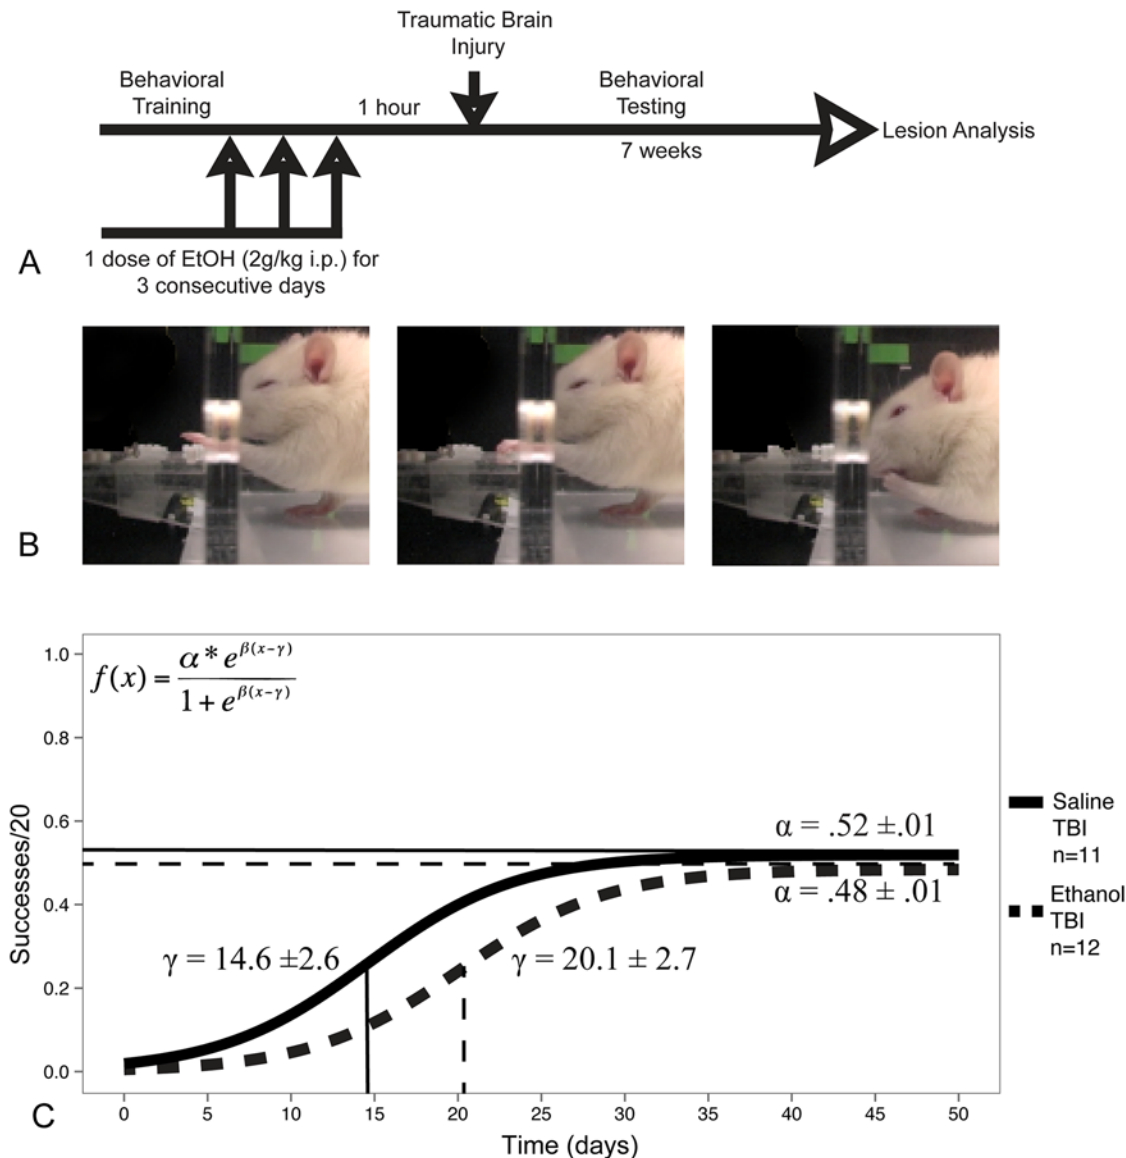 Traumatic Brain
Injury
Behavioral
Training
1 hour
Behavioral
Testing
7 weeks
Lesion Analysis
1 dose of EtOH (2g/kg i.p.) for
3 consecutive days
A
B
f(x) = α * e^{β(x−γ)} / 1 + e^{β(x−γ)}
1.0
0.8
0.6
0.4
0.2
0.0
Successes/20
α = .52 ±.01
α = .48 ± .01
γ = 14.6 ±2.6
γ = 20.1 ± 2.7
Saline
TBI
n=11
Ethanol
TBI
n=12
0 5 10 15 20 25 30 35 40 45 50
Time (days)
C